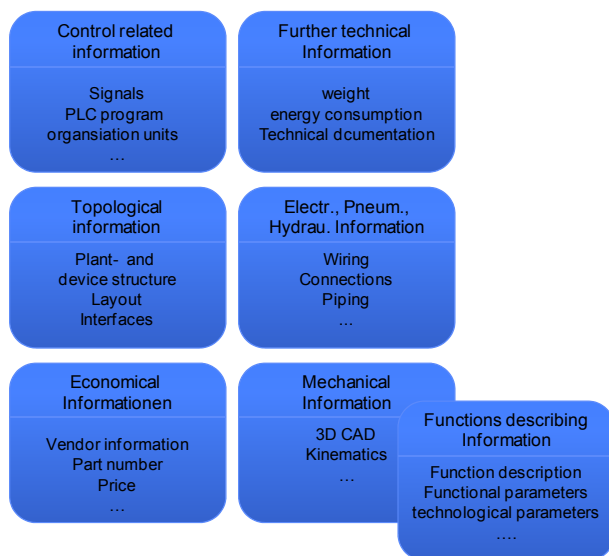 Control related
information
Signals
PLC program
organsiation units
…
Further technical
Information
weight
energy consumption
Technical dcumentation
Topological
information
Plant- and
device structure
Layout
Interfaces
Electr., Pneum.,
Hydrau. Information
Wiring
Connections
Piping
…
Economical
Informationen
Vendor information
Part number
Price
…
Mechanical
Information
3D CAD
Kinematics
…
Functions describing
Information
Function description
Functional parameters
technological parameters
….